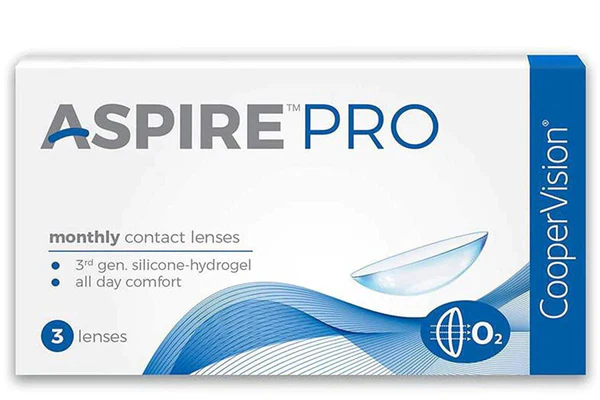 ASPIRE™ PRO
monthly contact lenses
• 3rd gen. silicone-hydrogel
• all day comfort
3 lenses
O₂
CooperVision®